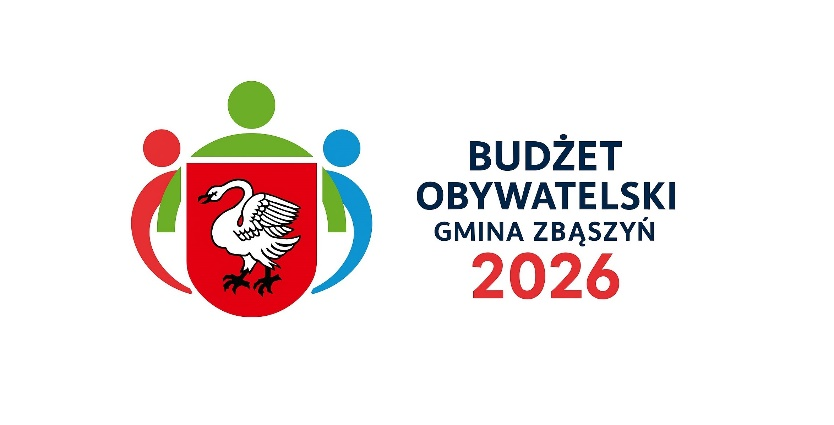 BUDŻET
OBYWATELSKI
GMINA ZBĄSZYŃ
2026